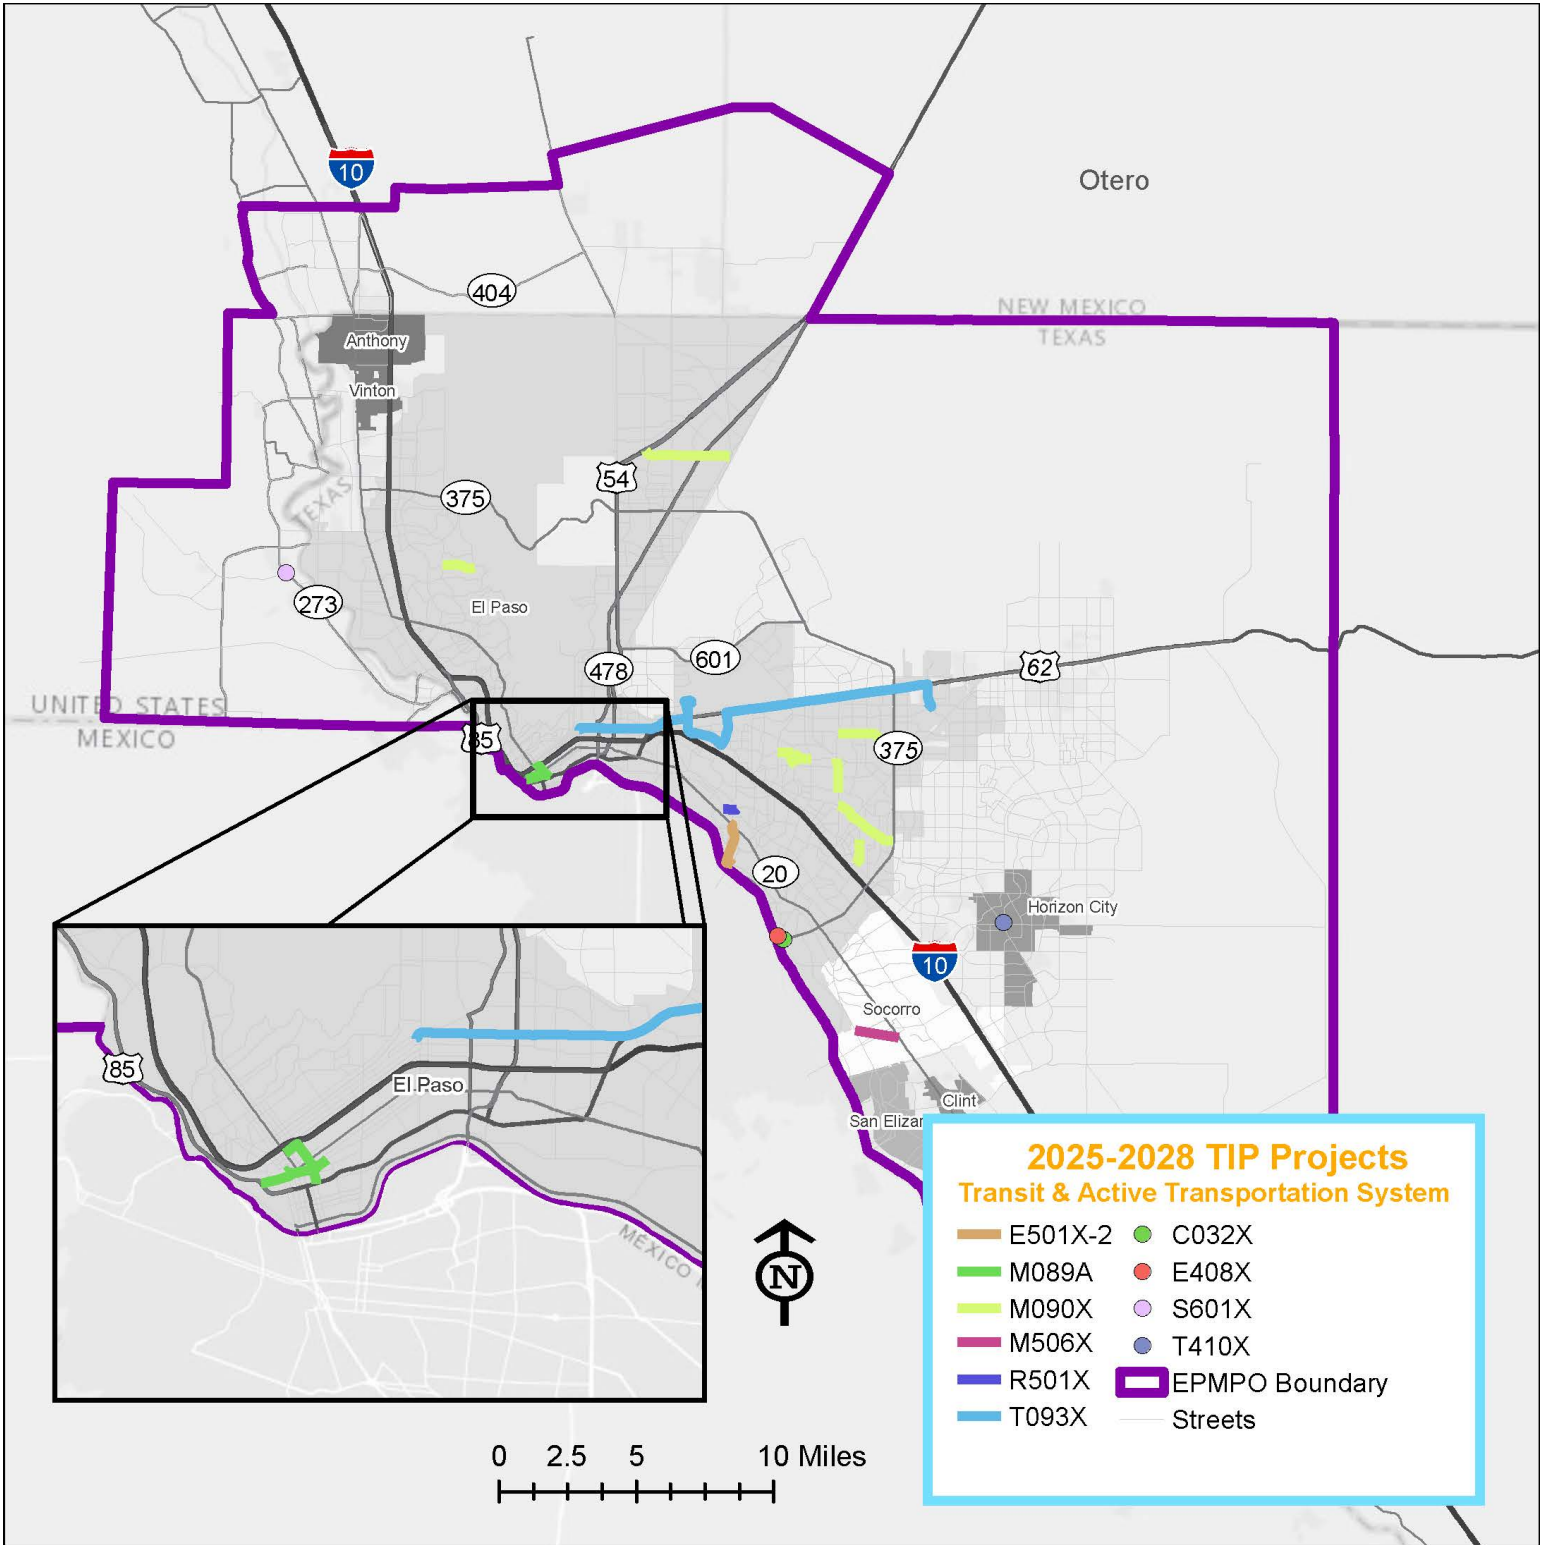 10
Otero
404
NEW MEXICO
TEXAS
Anthony
Vinton
54
375
TEXAS
273
El Paso
478
601
62
UNITED STATES
MEXICO
85
375
20
Horizon City
10
Socorro
Clint
San Elizar
85
El Paso
MÉXICO
2025-2028 TIP Projects
Transit & Active Transportation System
E501X-2
C032X
M089A
E408X
M090X
S601X
M506X
T410X
R501X
EPMPO Boundary
T093X
Streets
N
0 2.5 5 10 Miles